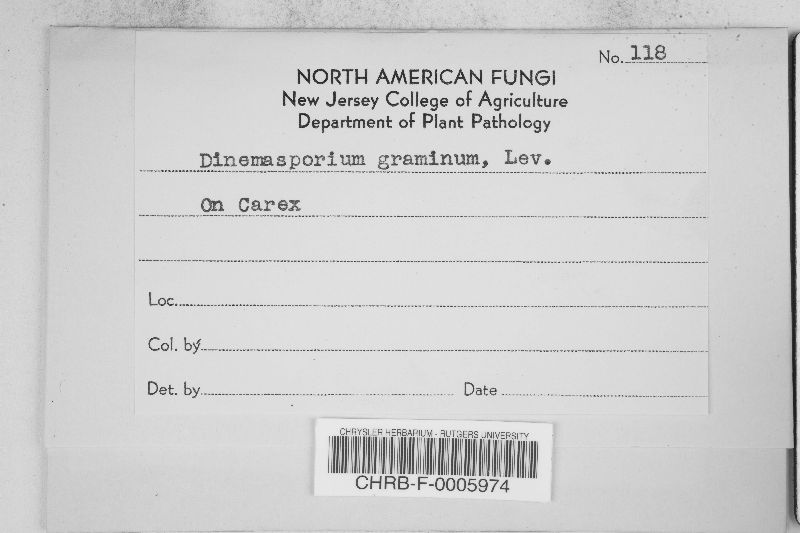 No. 118
NORTH AMERICAN FUNGI
New Jersey College of Agriculture
Department of Plant Pathology
Dinemasporium graminum, Lev.
On Carex
Loc.
Col. by
Det. by Date
CHRYSLER HERBARIUM - RUTGERS UNIVERSITY
CHRB-F-0005974